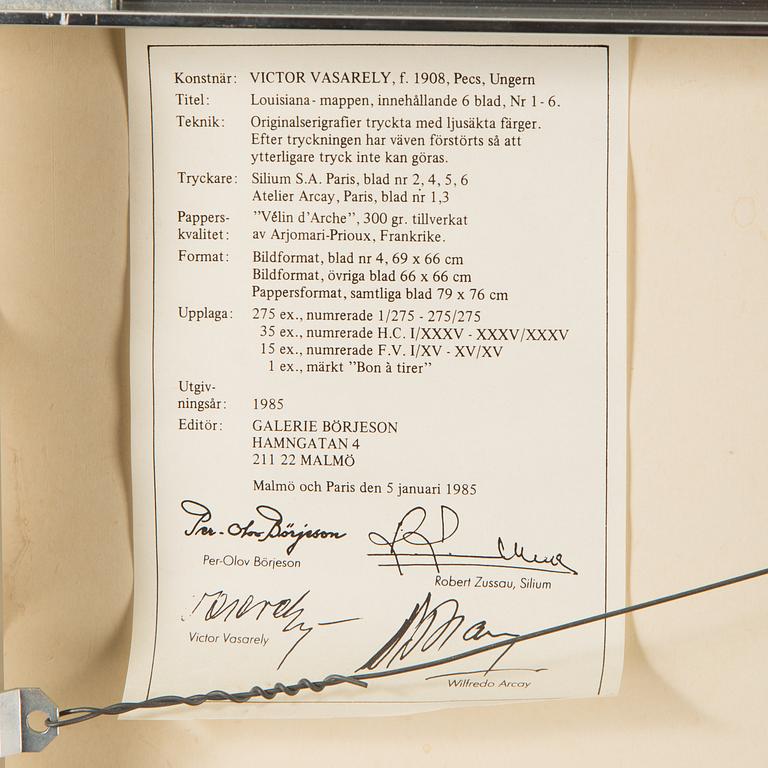 Konstnär: VICTOR VASARELY, f. 1908, Pecs, Ungern
Titel: Louisiana-mappen, innehållande 6 blad, Nr 1-6.
Teknik: Originalserigrafier tryckta med ljusäkta färger.
Efter tryckningen har väven förstörts så att
ytterligare tryck inte kan göras.
Tryckare: Silium S.A. Paris, blad nr 2, 4, 5, 6
Atelier Arcay, Paris, blad nr 1,3
Pappers- "Vélin d'Arche", 300 gr. tillverkat
kvalitet: av Arjomari-Prioux, Frankrike.
Format: Bildformat, blad nr 4, 69 x 66 cm
Bildformat, övriga blad 66 x 66 cm
Pappersformat, samtliga blad 79 x 76 cm
Upplaga: 275 ex., numrerade 1/275 - 275/275
35 ex., numrerade H.C. I/XXXV - XXXV/XXXV
15 ex., numrerade F.V. I/XV - XV/XV
1 ex., märkt "Bon à tirer"
Utgiv-
ningsår: 1985
Editör: GALERIE BÖRJESON
HAMNGATAN 4
211 22 MALMÖ
Malmö och Paris den 5 januari 1985
Per-Olov Börjeson
Per-Olov Börjeson
Robert Zussau, Silium
Vasarely
Victor Vasarely
Arcay
Wilfredo Arcay